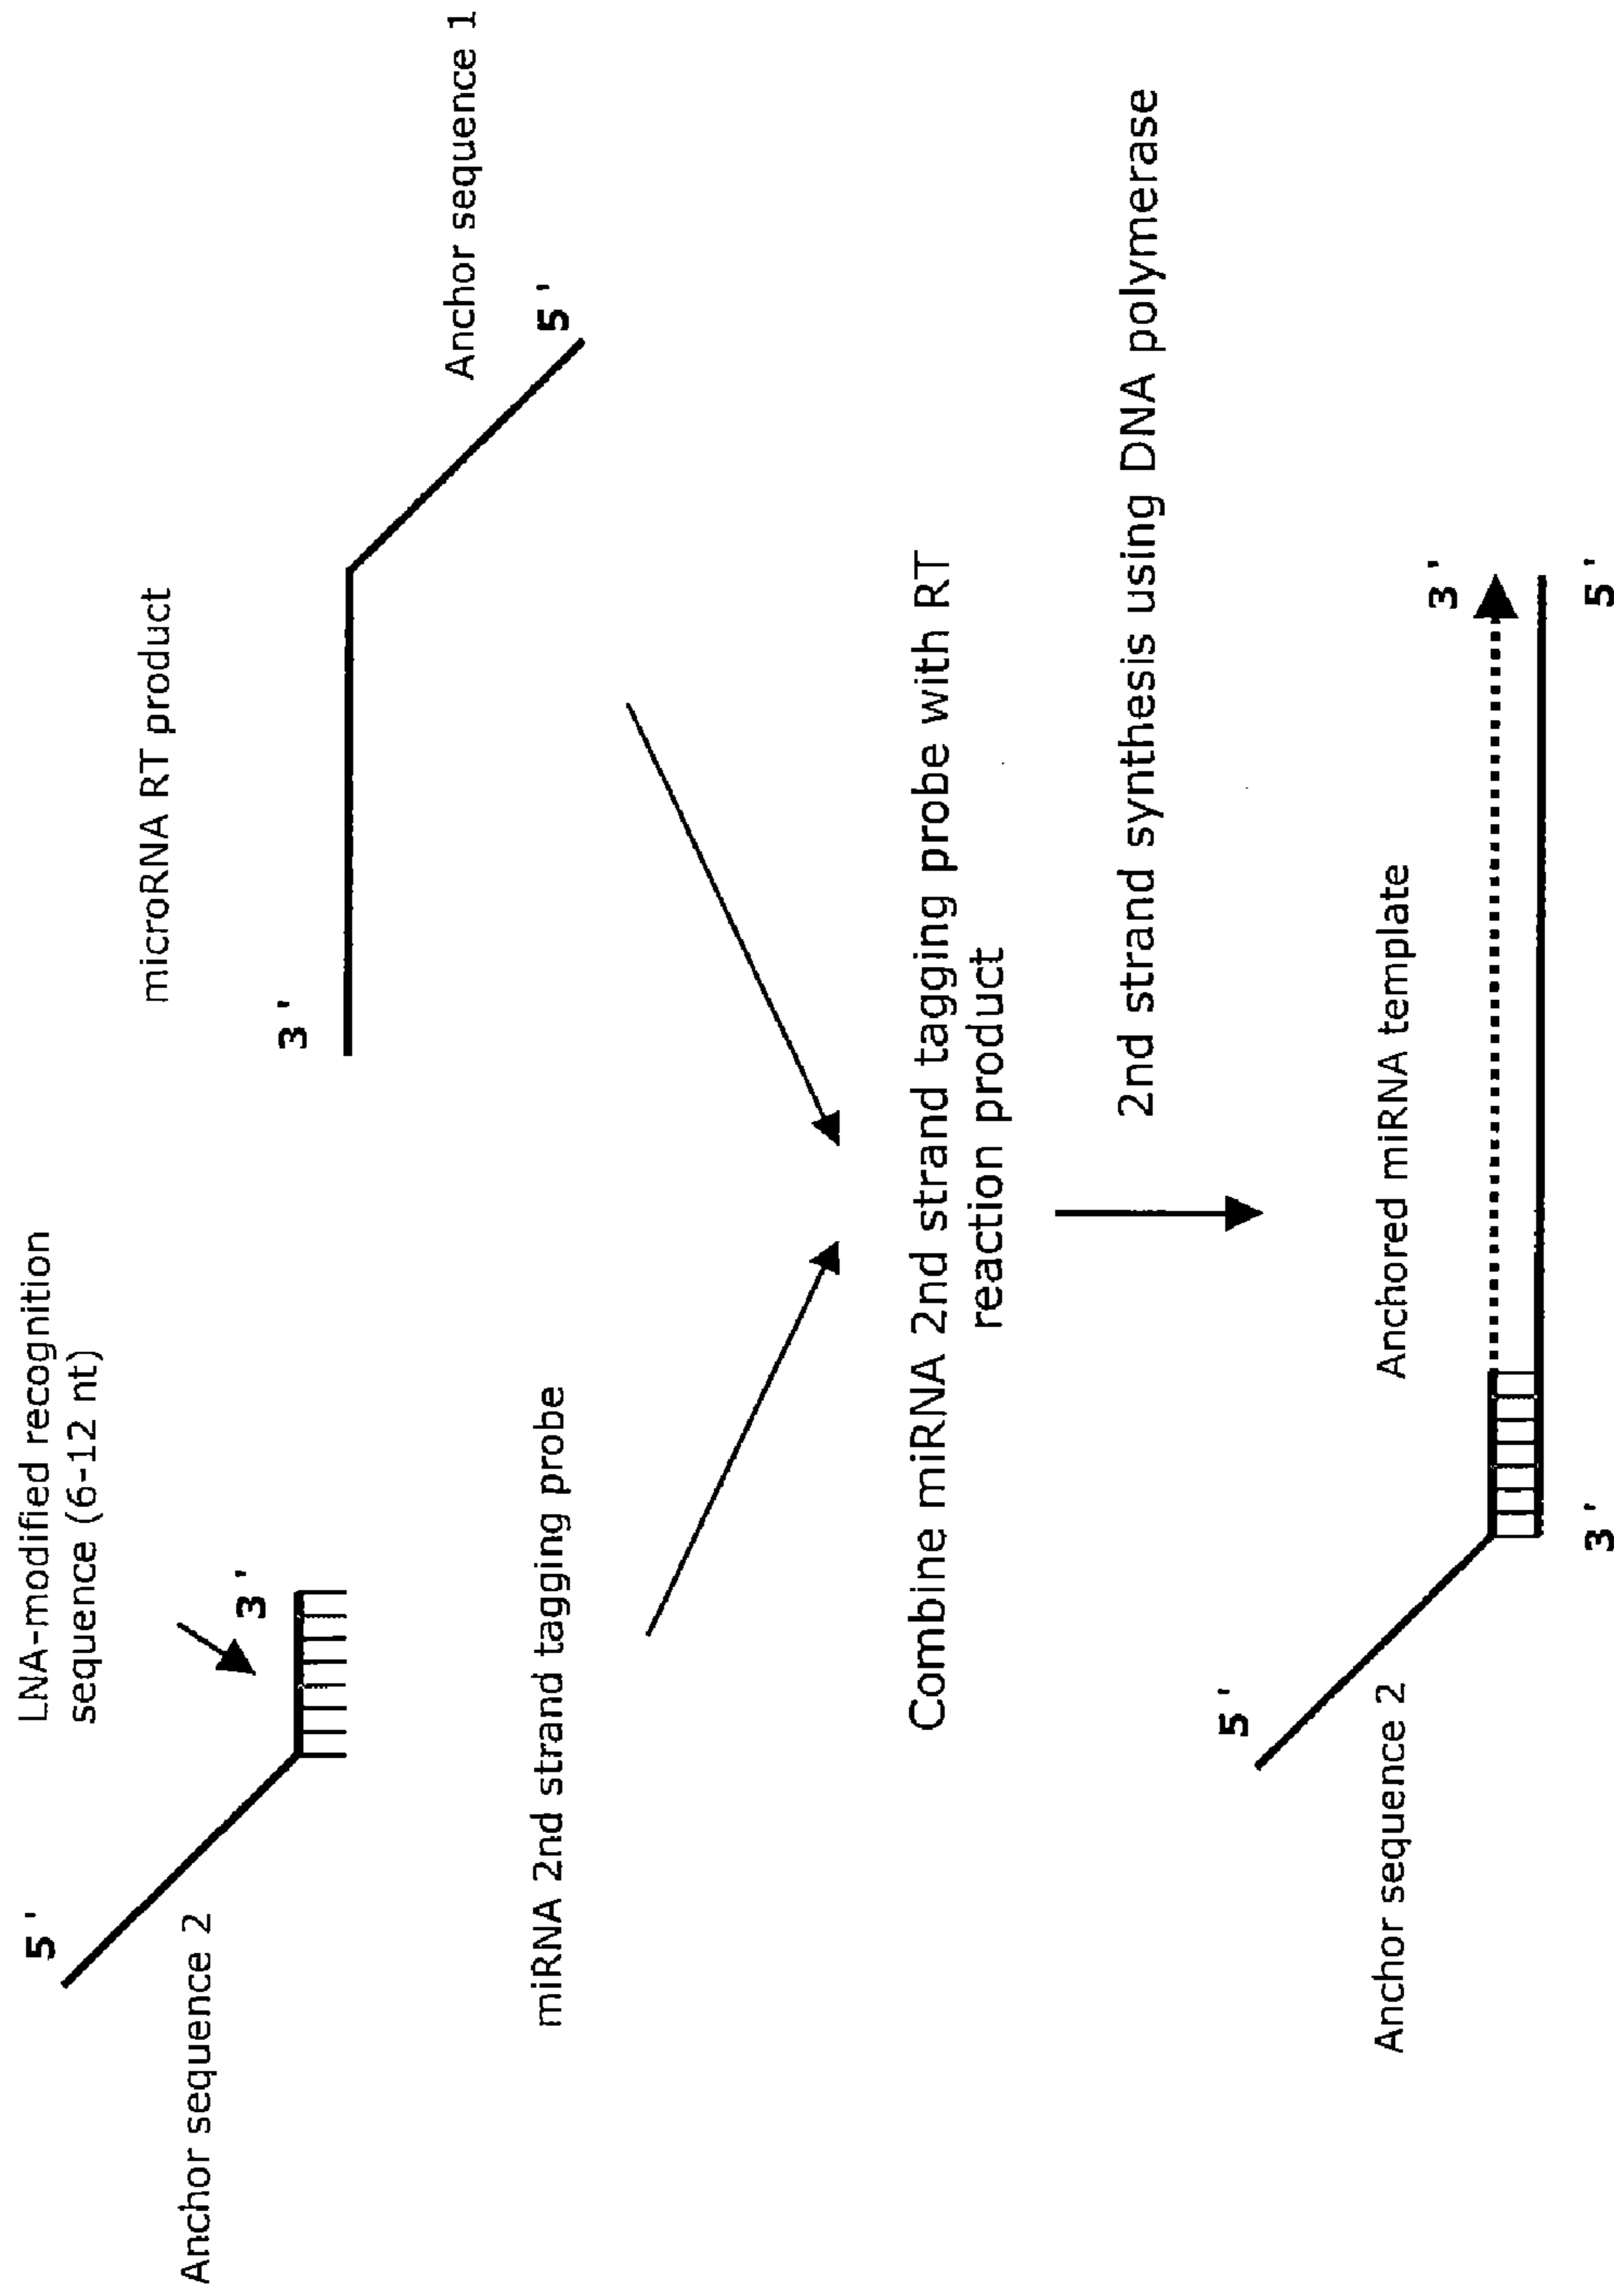 LNA-modified recognition
sequence (6-12 nt)
5'
3'
Anchor sequence 2
miRNA 2nd strand tagging probe
microRNA RT product
3'
Anchor sequence 1
5'
Combine miRNA 2nd strand tagging probe with RT
reaction product
2nd strand synthesis using DNA polymerase
5'
Anchor sequence 2
Anchored miRNA template
3'
3'
5'